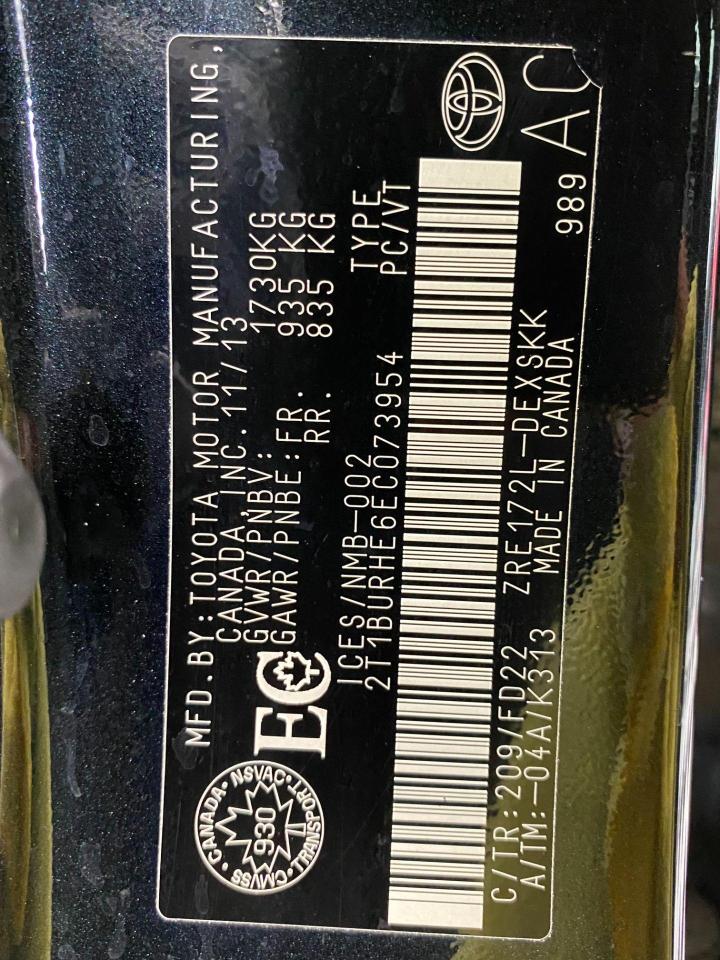 MFD.BY:TOYOTA MOTOR MANUFACTURING,
CANADA,INC.11/13
GVWR/PNBV: 1730KG
GAWR/PNBE:FR. 935 KG
RR. 835 KG
EC
CANADA • NSVAC • TRANSPORT • CMVSS
930
ICES/NMB-002 TYPE
2T1BURHE6EC073954 PC/VT
C/TR:209/FD22 ZRE172L-DEXSKK
A/TM:-04A/K313 MADE IN CANADA 989
AC